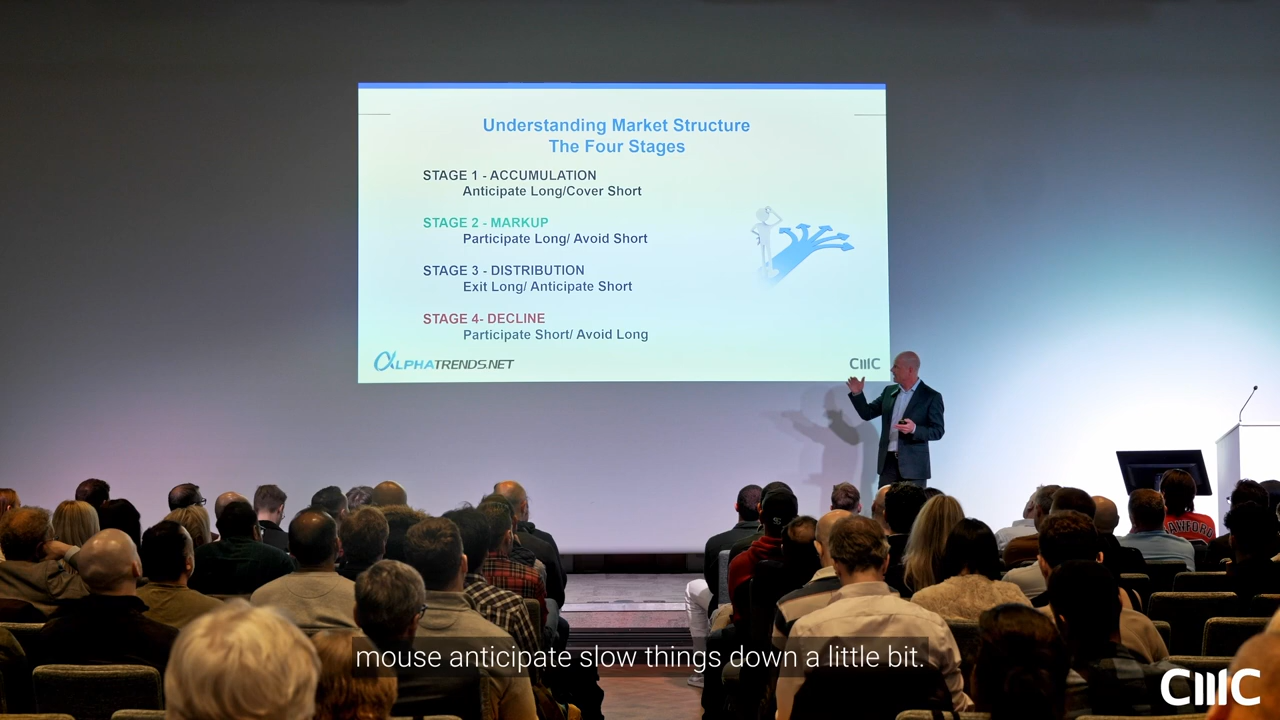 Understanding Market Structure
The Four Stages
STAGE 1 - ACCUMULATION
Anticipate Long/Cover Short
STAGE 2 - MARKUP
Participate Long/ Avoid Short
STAGE 3 - DISTRIBUTION
Exit Long/ Anticipate Short
STAGE 4- DECLINE
Participate Short/ Avoid Long
ALPHATRENDS.NET
CMC
CRAWFORD
mouse anticipate slow things down a little bit.
CMC